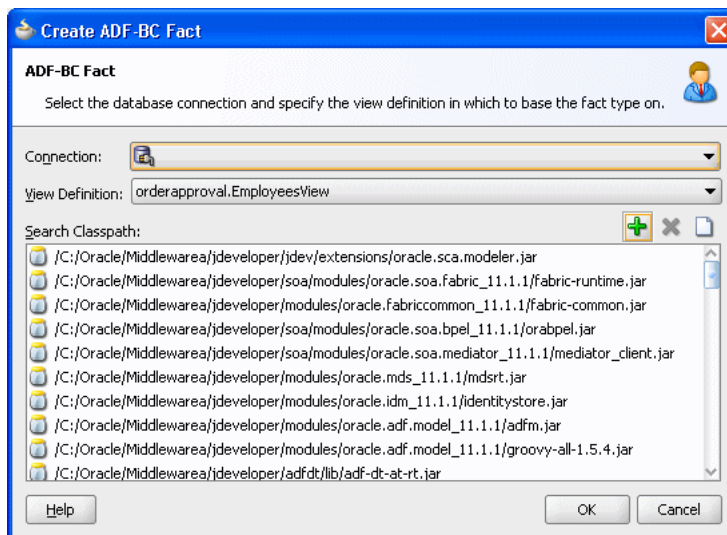 Create ADF-BC Fact
ADF-BC Fact
Select the database connection and specify the view definition in which to base the fact type on.
Connection:
View Definition: orderapproval.EmployeesView
Search Classpath:
/C:/Oracle/Middlewarea/jdeveloper/jdev/extensions/oracle.sca.modeler.jar
/C:/Oracle/Middlewarea/jdeveloper/soa/modules/oracle.soa.fabric_11.1.1/fabric-runtime.jar
/C:/Oracle/Middlewarea/jdeveloper/modules/oracle.fabriccommon_11.1.1/fabric-common.jar
/C:/Oracle/Middlewarea/jdeveloper/soa/modules/oracle.soa.bpel_11.1.1/orabpel.jar
/C:/Oracle/Middlewarea/jdeveloper/soa/modules/oracle.soa.mediator_11.1.1/mediator_client.jar
/C:/Oracle/Middlewarea/jdeveloper/modules/oracle.mds_11.1.1/mdsrt.jar
/C:/Oracle/Middlewarea/jdeveloper/modules/oracle.idm_11.1.1/identitystore.jar
/C:/Oracle/Middlewarea/jdeveloper/modules/oracle.adf.model_11.1.1/adfm.jar
/C:/Oracle/Middlewarea/jdeveloper/modules/oracle.adf.model_11.1.1/groovy-all-1.5.4.jar
/C:/Oracle/Middlewarea/jdeveloper/adfdt/lib/adf-dt-at-rt.jar
Help OK Cancel